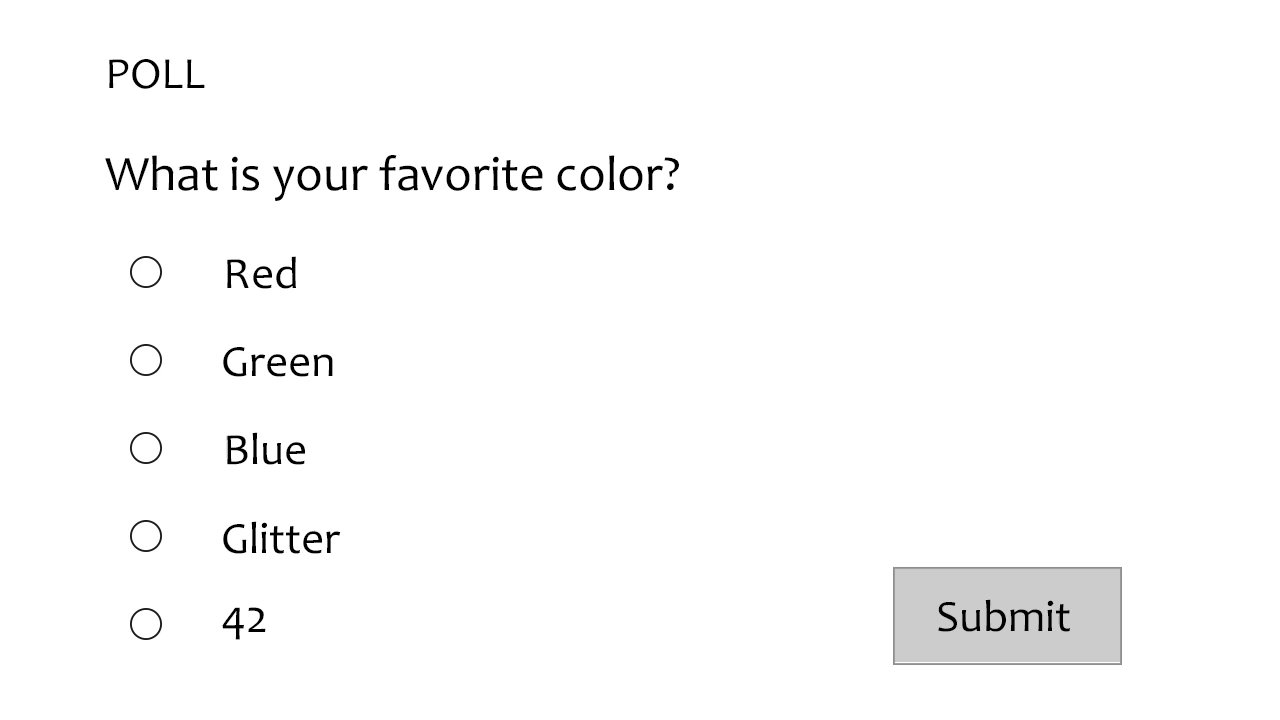 POLL
What is your favorite color?
Red
Green
Blue
Glitter
42
Submit